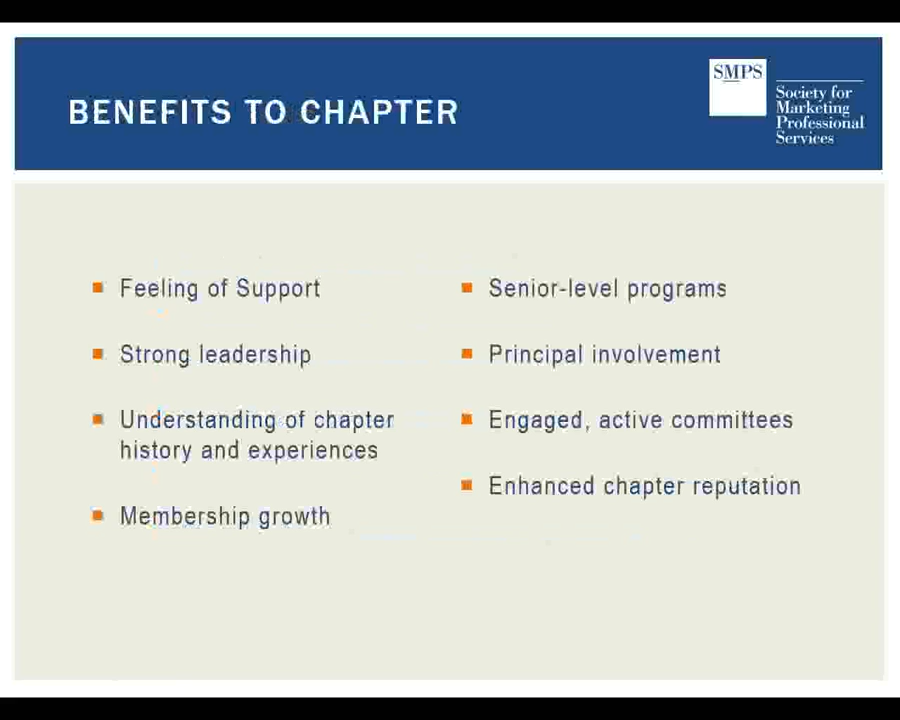 BENEFITS TO CHAPTER
SMPS
Society for
Marketing
Professional
Services
Feeling of Support
Strong leadership
Understanding of chapter
history and experiences
Membership growth
Senior-level programs
Principal involvement
Engaged, active committees
Enhanced chapter reputation